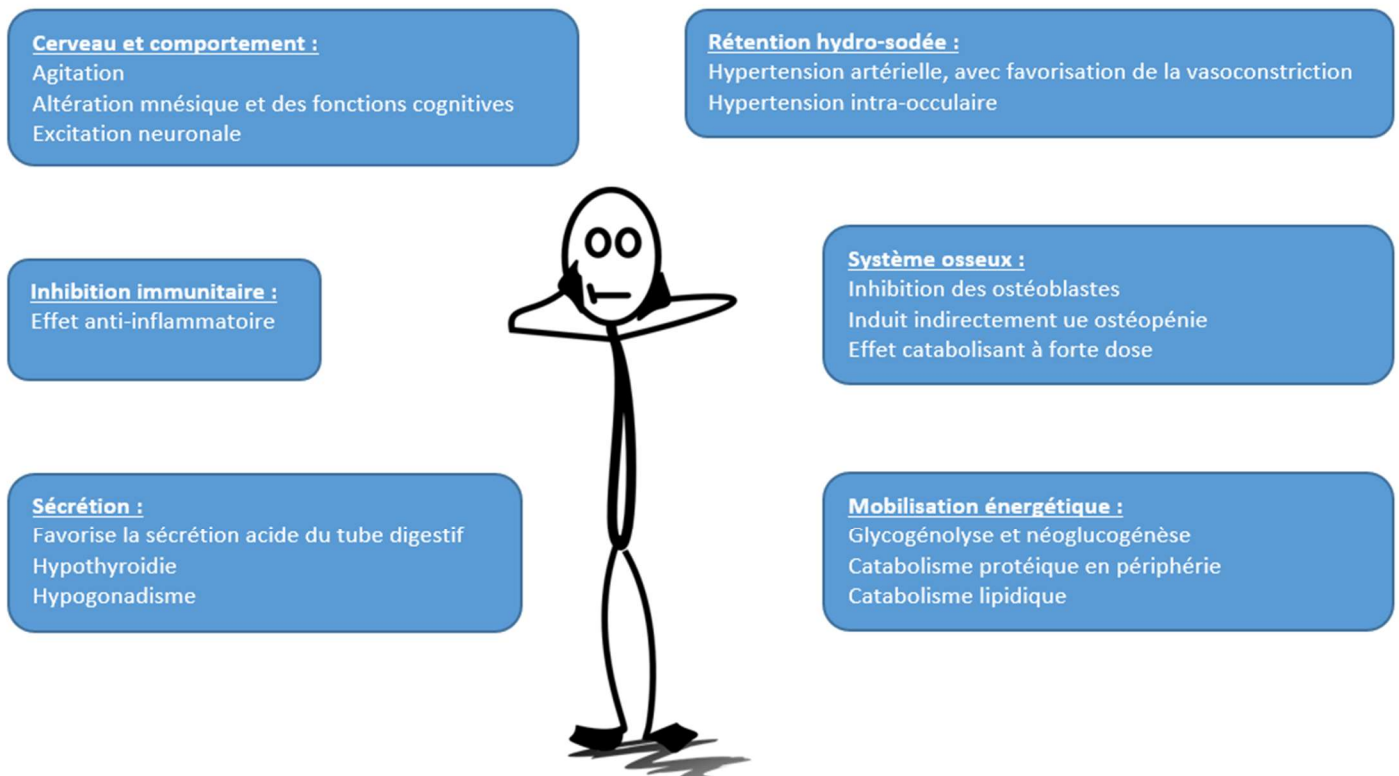 Cerveau et comportement :
Agitation
Altération mnésique et des fonctions cognitives
Excitation neuronale
Rétention hydro-sodée :
Hypertension artérielle, avec favorisation de la vasoconstriction
Hypertension intra-occulaire
Inhibition immunitaire :
Effet anti-inflammatoire
Système osseux :
Inhibition des ostéoblastes
Induit indirectement ue ostéopénie
Effet catabolisant à forte dose
Sécrétion :
Favorise la sécrétion acide du tube digestif
Hypothyroidie
Hypogonadisme
Mobilisation énergétique :
Glycogénolyse et néoglucogénèse
Catabolisme protéique en périphérie
Catabolisme lipidique